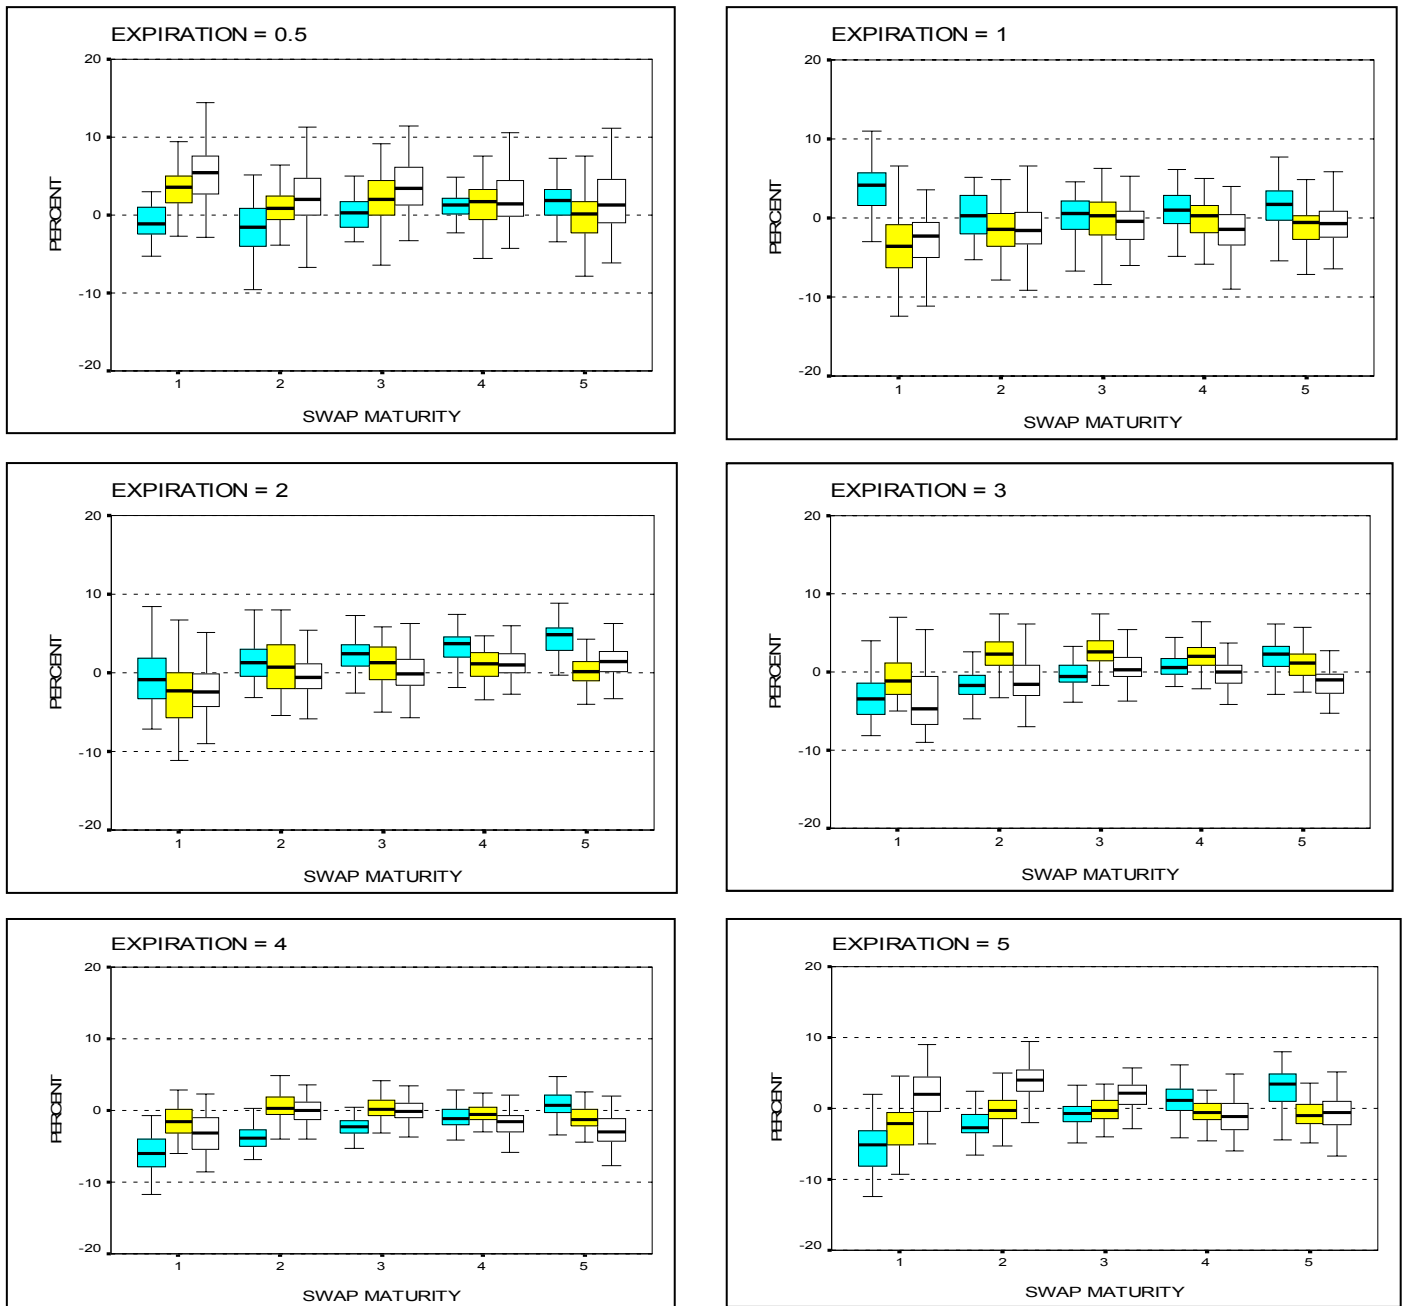 EXPIRATION = 0.5
20
10
0
-10
-20
PERCENT
1 2 3 4 5
SWAP MATURITY
EXPIRATION = 1
20
10
0
-10
-20
PERCENT
1 2 3 4 5
SWAP MATURITY
EXPIRATION = 2
20
10
0
-10
-20
PERCENT
1 2 3 4 5
SWAP MATURITY
EXPIRATION = 3
20
10
0
-10
-20
PERCENT
1 2 3 4 5
SWAP MATURITY
EXPIRATION = 4
20
10
0
-10
-20
PERCENT
1 2 3 4 5
SWAP MATURITY
EXPIRATION = 5
20
10
0
-10
-20
PERCENT
1 2 3 4 5
SWAP MATURITY